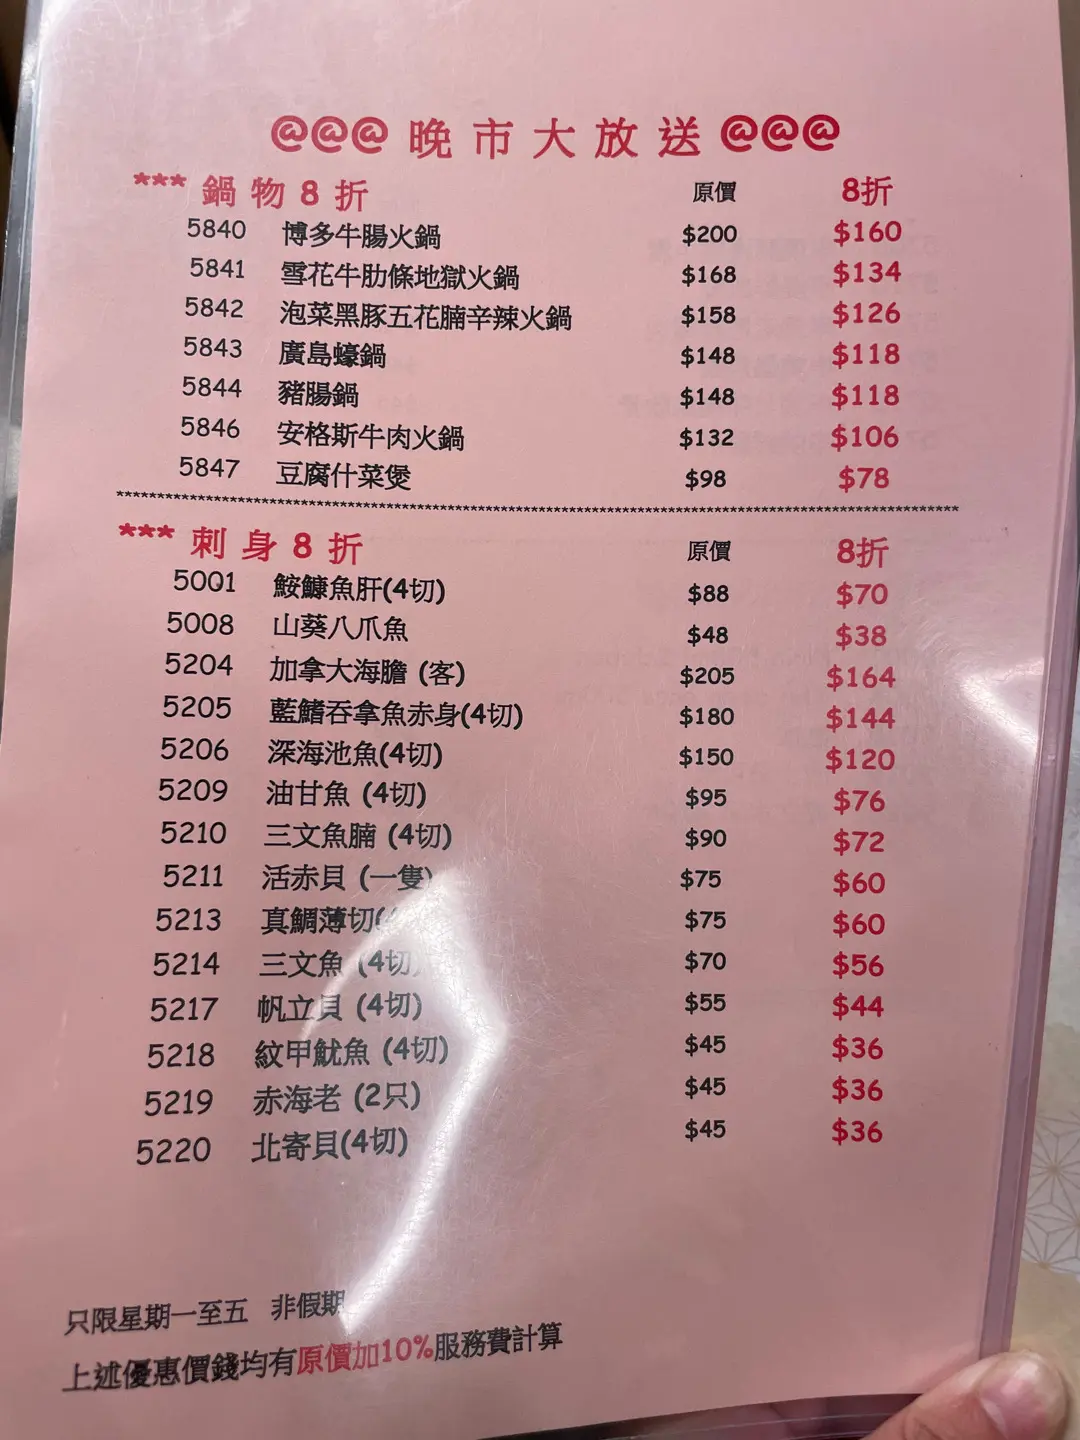 @@@ 晚市大放送 @@@
*** 鍋物8折 原價 8折
5840 博多牛腸火鍋 $200 $160
5841 雪花牛肋條地獄火鍋 $168 $134
5842 泡菜黑豚五花腩辛辣火鍋 $158 $126
5843 廣島蠔鍋 $148 $118
5844 豬腸鍋 $148 $118
5846 安格斯牛肉火鍋 $132 $106
5847 豆腐什菜煲 $98 $78
*** 刺身8折 原價 8折
5001 鮟鱇魚肝(4切) $88 $70
5008 山葵八爪魚 $48 $38
5204 加拿大海膽 (客) $205 $164
5205 藍鰭吞拿魚赤身(4切) $180 $144
5206 深海池魚(4切) $150 $120
5209 油甘魚 (4切) $95 $76
5210 三文魚腩 (4切) $90 $72
5211 活赤貝 (一隻) $75 $60
5213 真鯛薄切( $75 $60
5214 三文魚 (4切) $70 $56
5217 帆立貝 (4切) $55 $44
5218 紋甲魷魚 (4切) $45 $36
5219 赤海老 (2只) $45 $36
5220 北寄貝(4切) $45 $36
只限星期一至五 非假期
上述優惠價錢均有原價加10%服務費計算